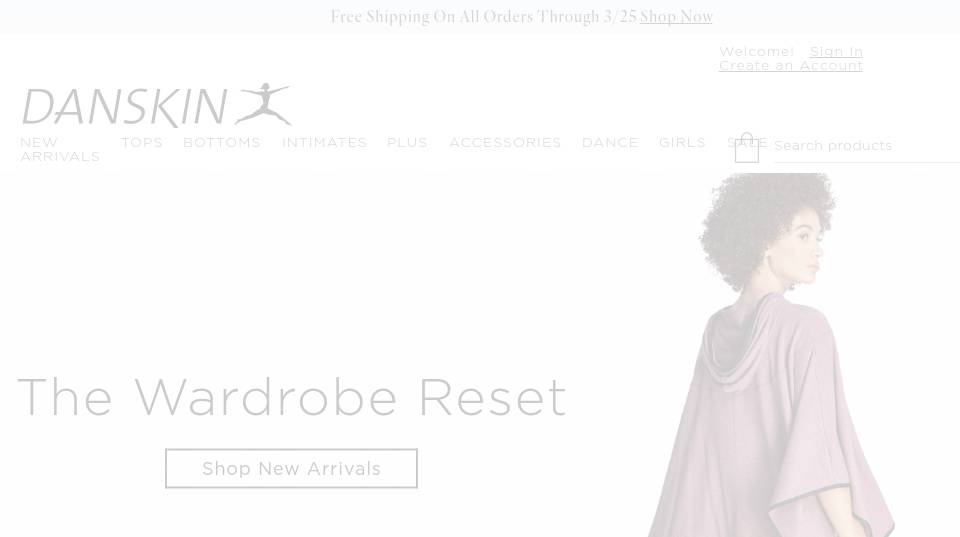 Free Shipping On All Orders Through 3/25 Shop Now
Welcome! Sign In
Create an Account
DANSKIN
NEW ARRIVALS
TOPS
BOTTOMS
INTIMATES
PLUS
ACCESSORIES
DANCE
GIRLS
SALE
Search products
The Wardrobe Reset
Shop New Arrivals